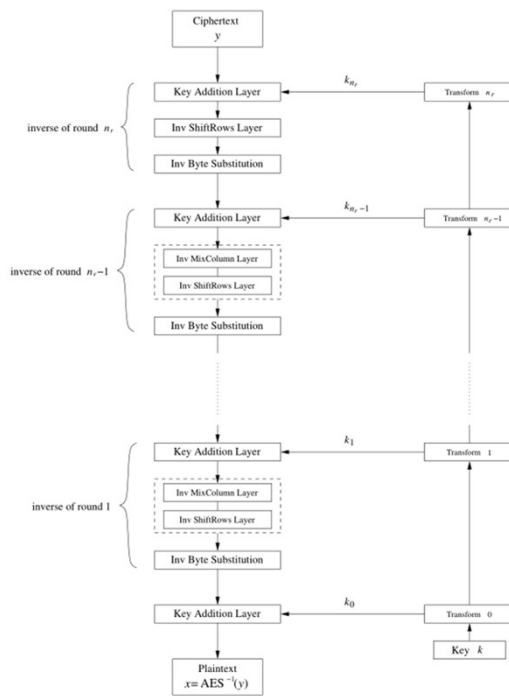 Ciphertext
y
Key Addition Layer
k_{n_r}
Transform n_r
inverse of round n_r
Inv ShiftRows Layer
Inv Byte Substitution
Key Addition Layer
k_{n_r−1}
Transform n_r−1
Inv MixColumn Layer
inverse of round n_r−1
Inv ShiftRows Layer
Inv Byte Substitution
Key Addition Layer
k_1
Transform 1
Inv MixColumn Layer
inverse of round 1
Inv ShiftRows Layer
Inv Byte Substitution
Key Addition Layer
k_0
Transform 0
Key k
Plaintext
x = AES^{−1}(y)